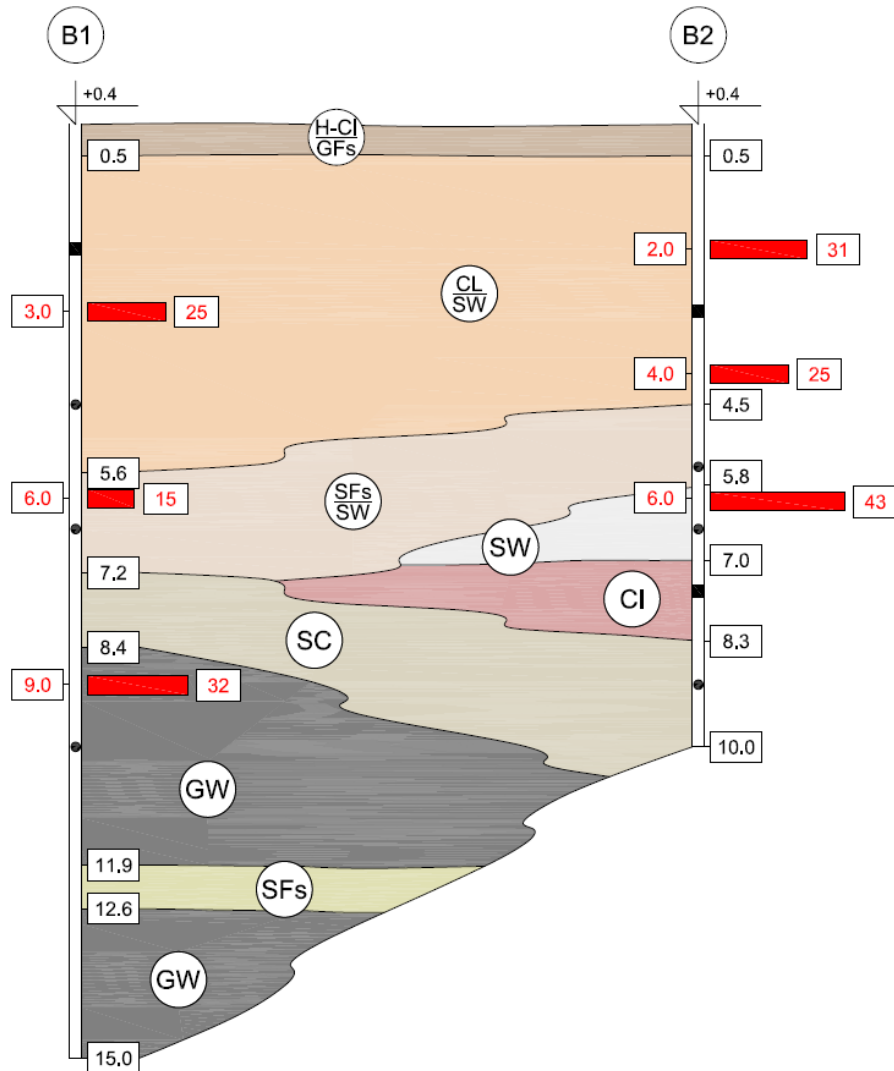 B1 B2
+0.4 +0.4
H-CI
GFs
0.5 0.5
2.0 31
CL
SW
3.0 25
4.0 25
4.5
5.6 5.8
6.0 15 6.0 43
SFs
SW
SW
7.0
7.2
CI
SC
8.3
8.4
9.0 32
10.0
GW
11.9
SFs
12.6
GW
15.0